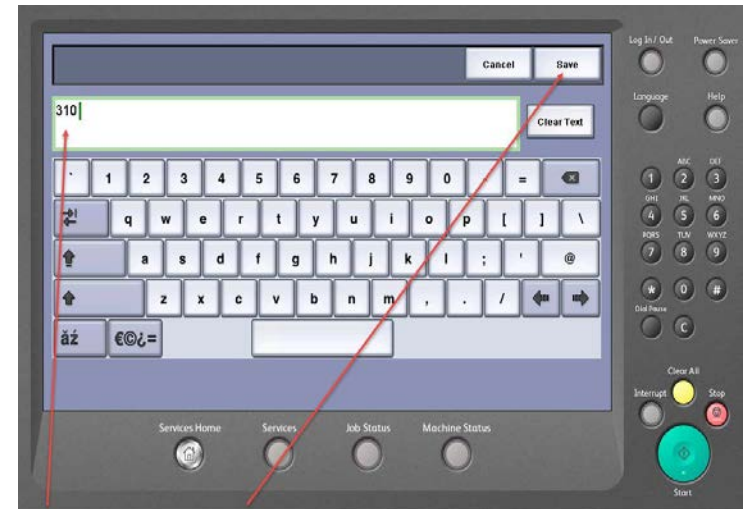 Log In / Out Power Saver
Cancel Save
Language Help
310
Clear Text
` 1 2 3 4 5 6 7 8 9 0 - =
q w e r t y u i o p [ ] \
a s d f g h j k l ; ' @
z x c v b n m , . /
ǎź €©¿=
ABC DEF
1 2 3
GHI JKL MNO
4 5 6
PQRS TUV WXYZ
7 8 9
* 0 #
Dial Pause
C
Clear All
Interrupt Stop
Services Home Services Job Status Machine Status
Start